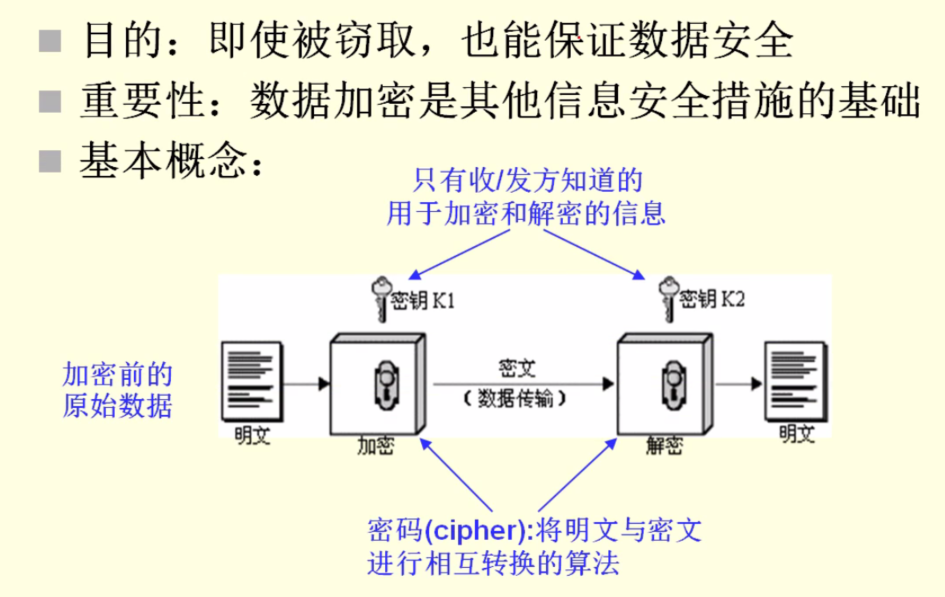 目的：即使被窃取，也能保证数据安全
重要性：数据加密是其他信息安全措施的基础
基本概念：
只有收/发方知道的
用于加密和解密的信息
密钥 K1
密钥 K2
加密前的
原始数据
密文
（数据传输）
明文
加密
解密
明文
密码(cipher):将明文与密文
进行相互转换的算法